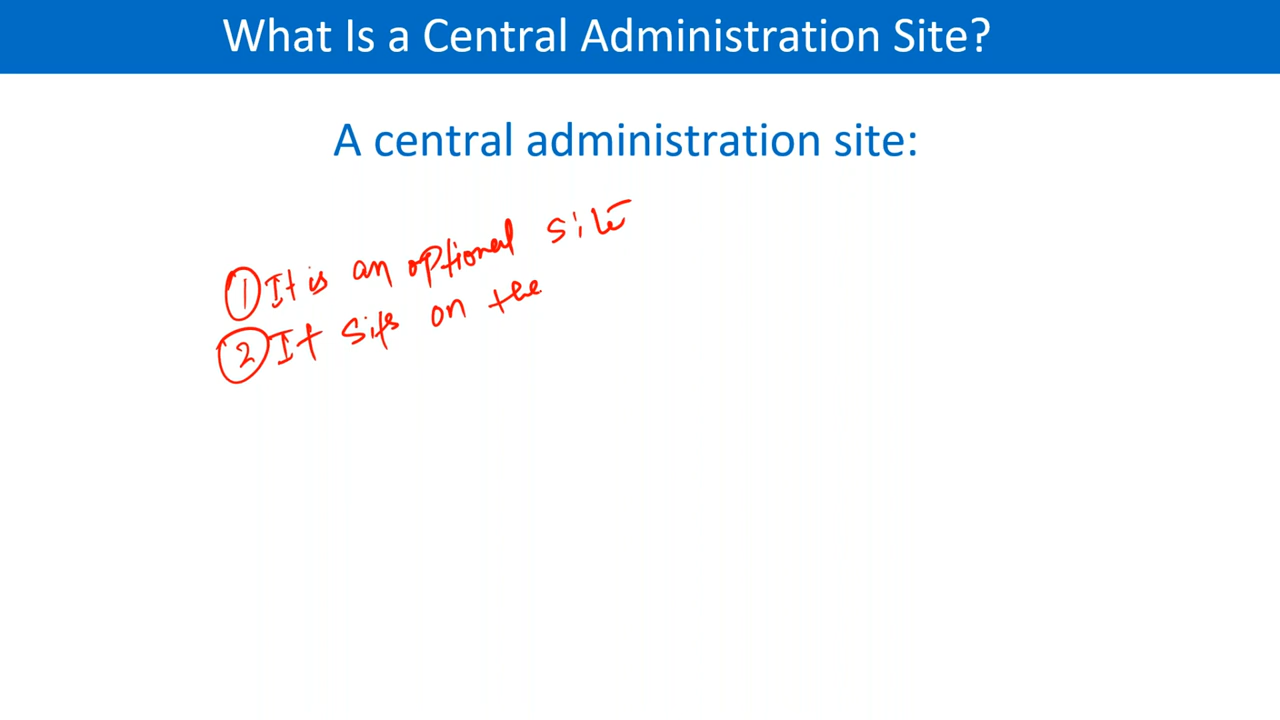 What Is a Central Administration Site?
A central administration site:
① It is an optional site
② It sits on the